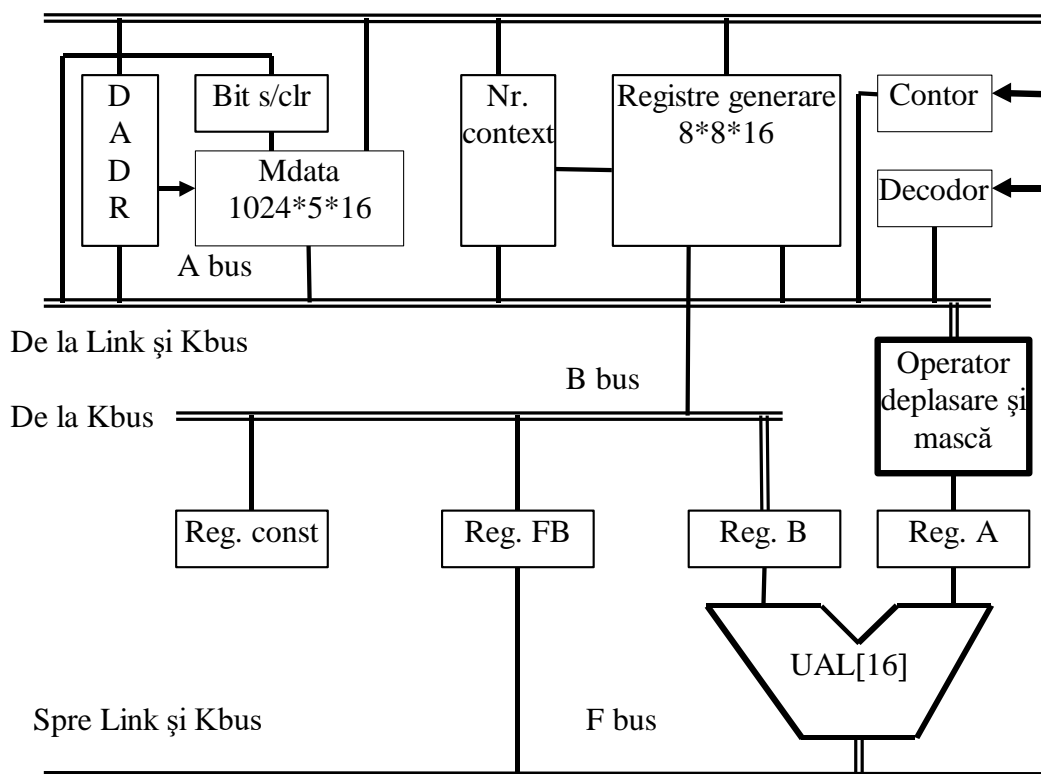 D
A
D
R
Bit s/clr
Mdata
1024*5*16
Nr.
context
Registre generare
8*8*16
Contor
Decodor
A bus
De la Link şi Kbus
B bus
De la Kbus
Operator
deplasare şi
mască
Reg. const
Reg. FB
Reg. B
Reg. A
UAL[16]
Spre Link şi Kbus
F bus